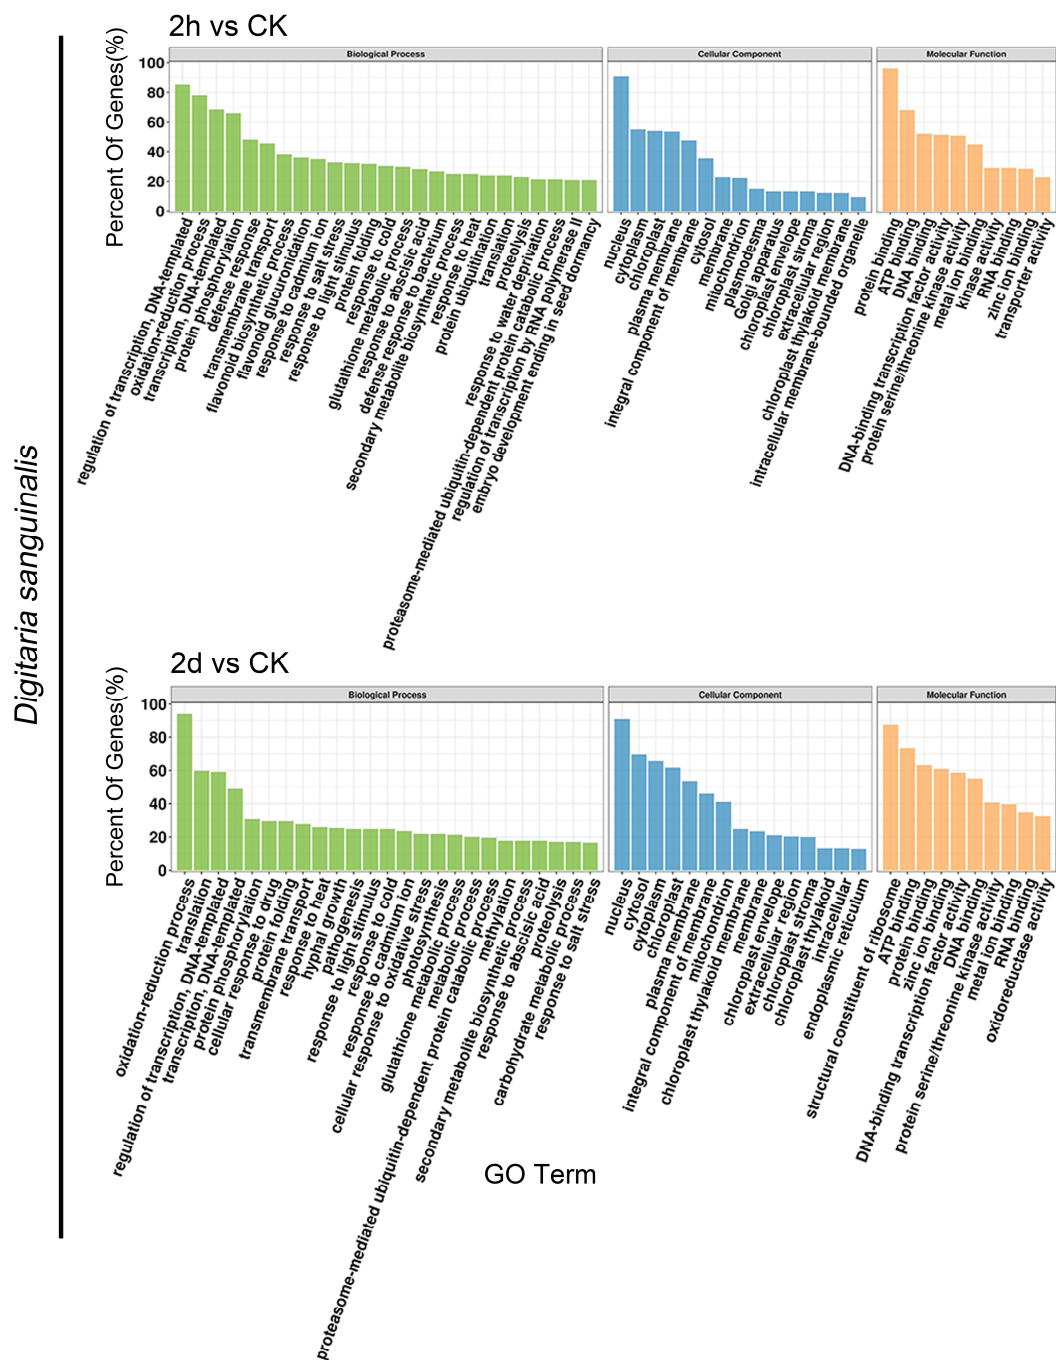 2h vs CK
Biological Process
Cellular Component
Molecular Function
Percent Of Genes(%)
100
80
60
40
20
0
regulation of transcription, DNA-templated
oxidation-reduction process
transcription, DNA-templated
protein phosphorylation
defense response
transmembrane transport
flavonoid biosynthetic process
flavonoid glucuronidation
response to cadmium ion
response to salt stress
response to light stimulus
protein folding
response to cold
glutathione metabolic process
response to abscisic acid
defense response to bacterium
secondary metabolite biosynthetic process
response to heat
protein ubiquitination
translation
proteolysis
response to water deprivation
proteasome-mediated ubiquitin-dependent protein catabolic process
regulation of transcription by RNA polymerase II
embryo development ending in seed dormancy
nucleus
cytoplasm
chloroplast
plasma membrane
integral component of membrane
cytosol
membrane
mitochondrion
plasmodesma
Golgi apparatus
chloroplast envelope
chloroplast stroma
extracellular region
chloroplast thylakoid membrane
intracellular membrane-bounded organelle
protein binding
ATP binding
DNA binding
DNA-binding transcription factor activity
protein serine/threonine kinase activity
metal ion binding
kinase activity
RNA binding
zinc ion binding
transporter activity
Digitaria sanguinalis
2d vs CK
Biological Process
Cellular Component
Molecular Function
Percent Of Genes(%)
100
80
60
40
20
0
oxidation-reduction process
translation
regulation of transcription, DNA-templated
transcription, DNA-templated
protein phosphorylation
cellular response to drug
protein folding
transmembrane transport
response to heat
hyphal growth
pathogenesis
response to light stimulus
response to cold
response to cadmium ion
cellular response to oxidative stress
photosynthesis
glutathione metabolic process
metabolic process
proteasome-mediated ubiquitin-dependent protein catabolic process
methylation
secondary metabolite biosynthetic process
response to abscisic acid
proteolysis
carbohydrate metabolic process
response to salt stress
nucleus
cytosol
cytoplasm
chloroplast
plasma membrane
integral component of membrane
mitochondrion
chloroplast thylakoid membrane
membrane
chloroplast envelope
extracellular region
chloroplast stroma
chloroplast thylakoid
intracellular
endoplasmic reticulum
structural constituent of ribosome
ATP binding
protein binding
zinc ion binding
DNA-binding transcription factor activity
DNA binding
protein serine/threonine kinase activity
metal ion binding
RNA binding
oxidoreductase activity
GO Term